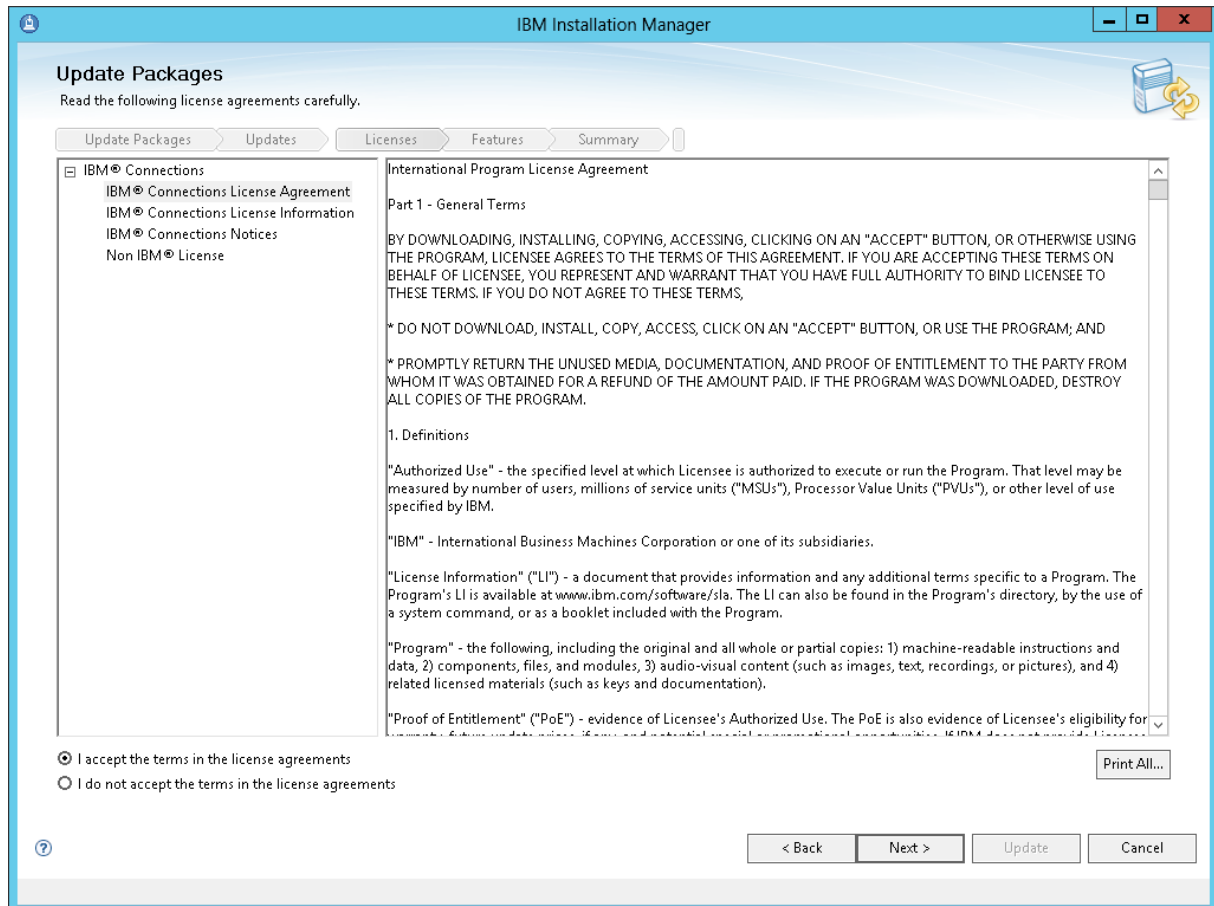 IBM Installation Manager
Update Packages
Read the following license agreements carefully.
Update Packages Updates Licenses Features Summary
IBM® Connections
IBM® Connections License Agreement
IBM® Connections License Information
IBM® Connections Notices
Non IBM® License
International Program License Agreement
Part 1 - General Terms
BY DOWNLOADING, INSTALLING, COPYING, ACCESSING, CLICKING ON AN "ACCEPT" BUTTON, OR OTHERWISE USING
THE PROGRAM, LICENSEE AGREES TO THE TERMS OF THIS AGREEMENT. IF YOU ARE ACCEPTING THESE TERMS ON
BEHALF OF LICENSEE, YOU REPRESENT AND WARRANT THAT YOU HAVE FULL AUTHORITY TO BIND LICENSEE TO
THESE TERMS. IF YOU DO NOT AGREE TO THESE TERMS,
* DO NOT DOWNLOAD, INSTALL, COPY, ACCESS, CLICK ON AN "ACCEPT" BUTTON, OR USE THE PROGRAM; AND
* PROMPTLY RETURN THE UNUSED MEDIA, DOCUMENTATION, AND PROOF OF ENTITLEMENT TO THE PARTY FROM
WHOM IT WAS OBTAINED FOR A REFUND OF THE AMOUNT PAID. IF THE PROGRAM WAS DOWNLOADED, DESTROY
ALL COPIES OF THE PROGRAM.
1. Definitions
"Authorized Use" - the specified level at which Licensee is authorized to execute or run the Program. That level may be
measured by number of users, millions of service units ("MSUs"), Processor Value Units ("PVUs"), or other level of use
specified by IBM.
"IBM" - International Business Machines Corporation or one of its subsidiaries.
"License Information" ("LI") - a document that provides information and any additional terms specific to a Program. The
Program's LI is available at www.ibm.com/software/sla. The LI can also be found in the Program's directory, by the use of
a system command, or as a booklet included with the Program.
"Program" - the following, including the original and all whole or partial copies: 1) machine-readable instructions and
data, 2) components, files, and modules, 3) audio-visual content (such as images, text, recordings, or pictures), and 4)
related licensed materials (such as keys and documentation).
"Proof of Entitlement" ("PoE") - evidence of Licensee's Authorized Use. The PoE is also evidence of Licensee's eligibility for
I accept the terms in the license agreements
I do not accept the terms in the license agreements
Print All...
? < Back Next > Update Cancel